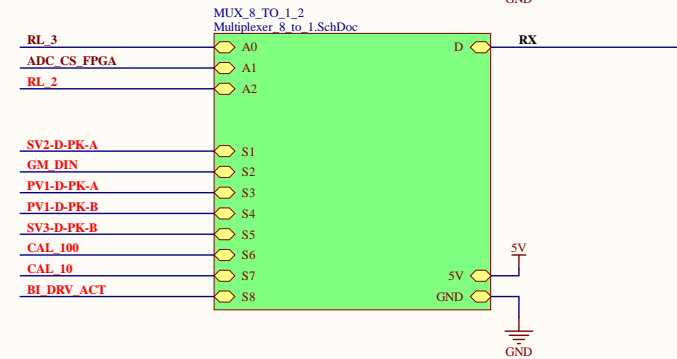 GND
MUX_8_TO_1_2
Multiplexer_8_to_1.SchDoc
RL_3 A0 D RX
ADC_CS_FPGA A1
RL_2 A2
SV2-D-PK-A S1
GM_DIN S2
PV1-D-PK-A S3
PV1-D-PK-B S4
SV3-D-PK-B S5
CAL_100 S6
5V
CAL_10 S7 5V
BI_DRV_ACT S8 GND
GND